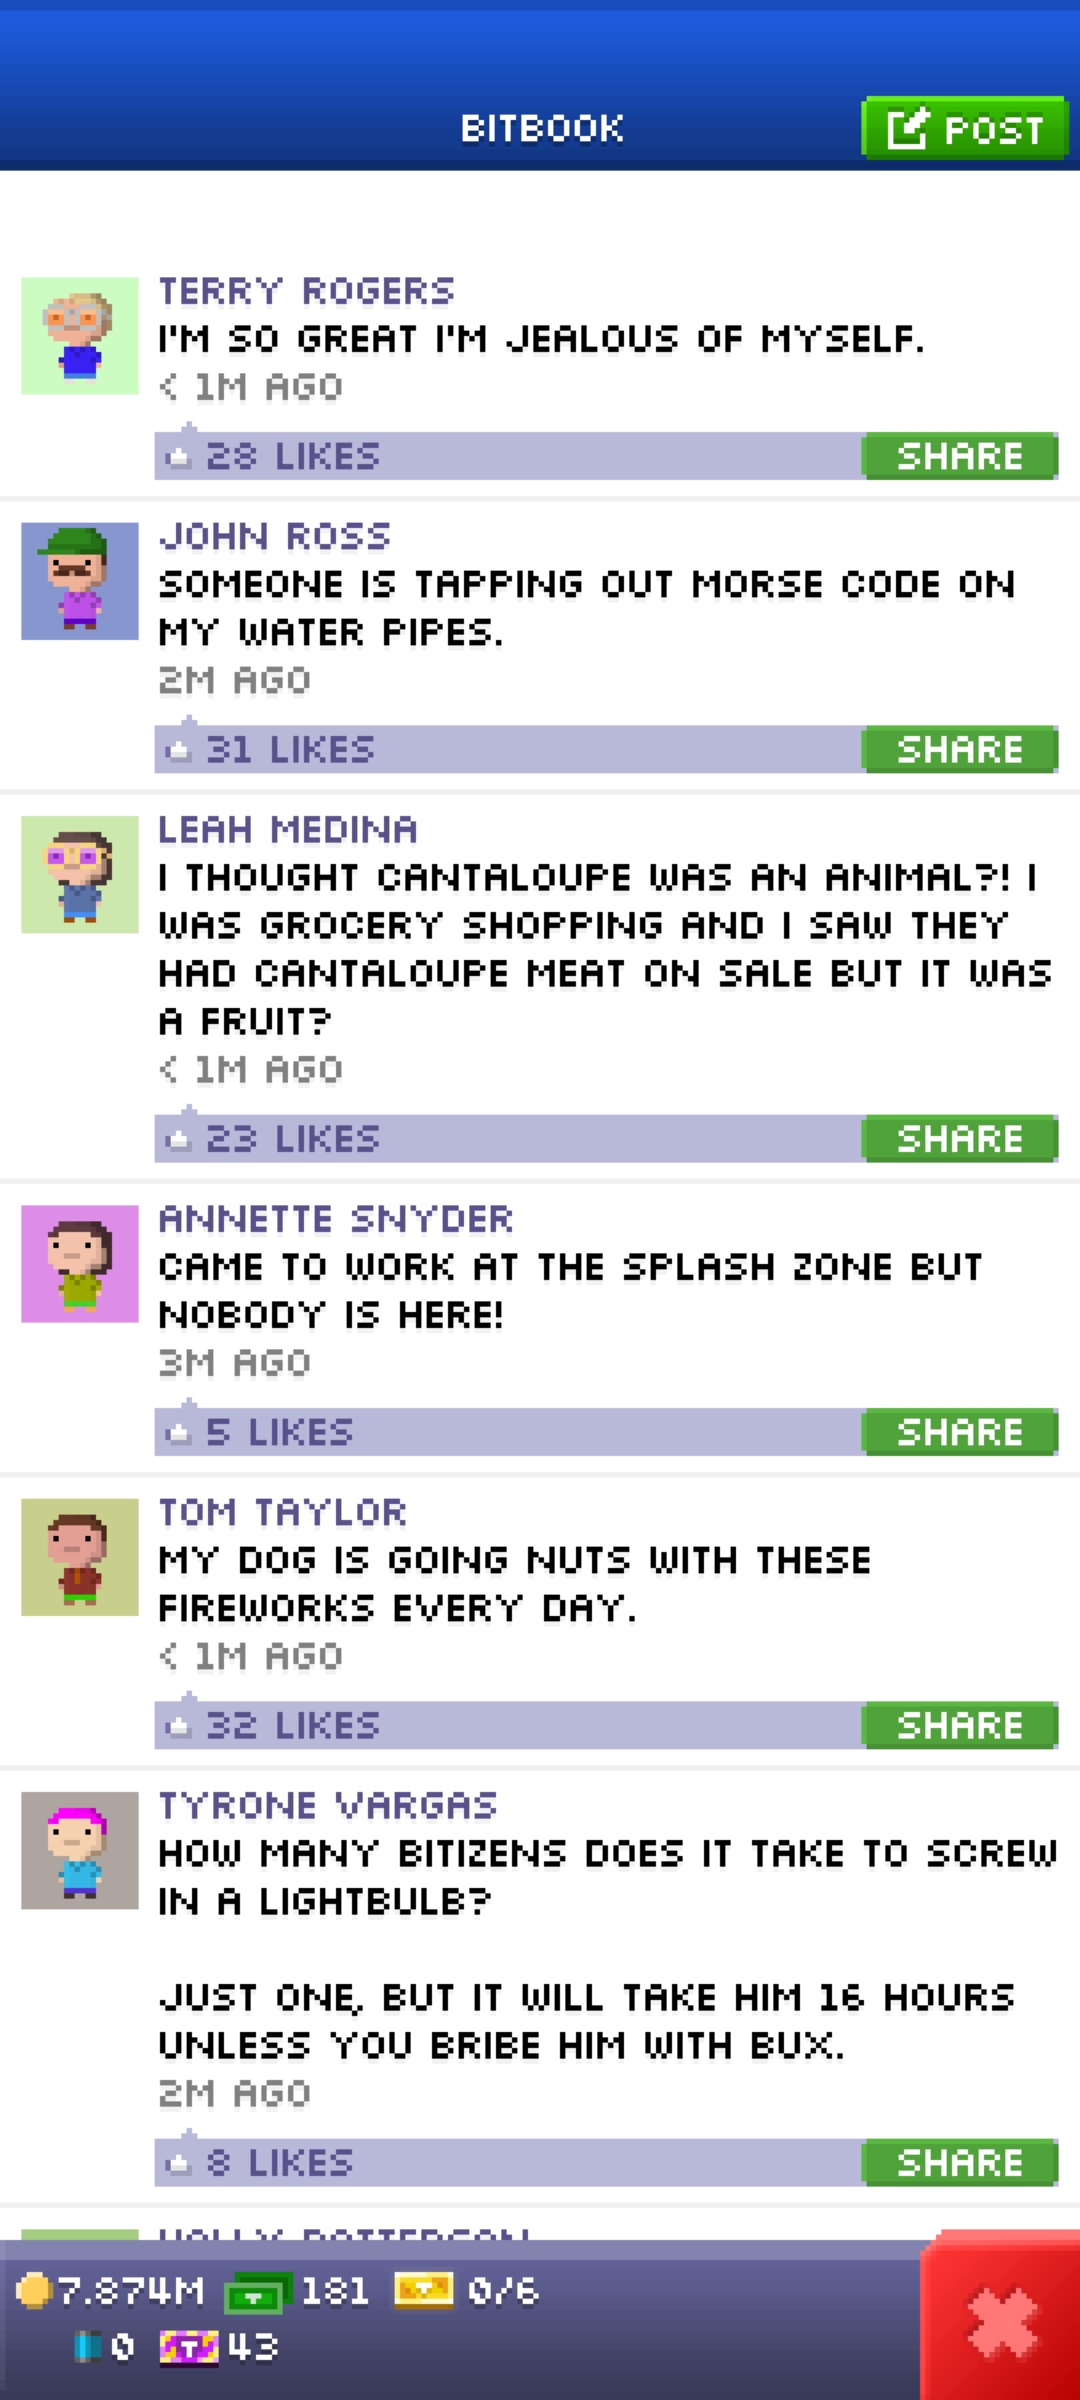 BITBOOK
POST
TERRY ROGERS
I'M SO GREAT I'M JEALOUS OF MYSELF.
< 1M AGO
28 LIKES
SHARE
JOHN ROSS
SOMEONE IS TAPPING OUT MORSE CODE ON
MY WATER PIPES.
2M AGO
31 LIKES
SHARE
LEAH MEDINA
I THOUGHT CANTALOUPE WAS AN ANIMAL?! I
WAS GROCERY SHOPPING AND I SAW THEY
HAD CANTALOUPE MEAT ON SALE BUT IT WAS
A FRUIT?
< 1M AGO
23 LIKES
SHARE
ANNETTE SNYDER
CAME TO WORK AT THE SPLASH ZONE BUT
NOBODY IS HERE!
3M AGO
5 LIKES
SHARE
TOM TAYLOR
MY DOG IS GOING NUTS WITH THESE
FIREWORKS EVERY DAY.
< 1M AGO
32 LIKES
SHARE
TYRONE VARGAS
HOW MANY BITIZENS DOES IT TAKE TO SCREW
IN A LIGHTBULB?
JUST ONE, BUT IT WILL TAKE HIM 16 HOURS
UNLESS YOU BRIBE HIM WITH BUX.
2M AGO
8 LIKES
SHARE
7.874M 181 0/6
0 43